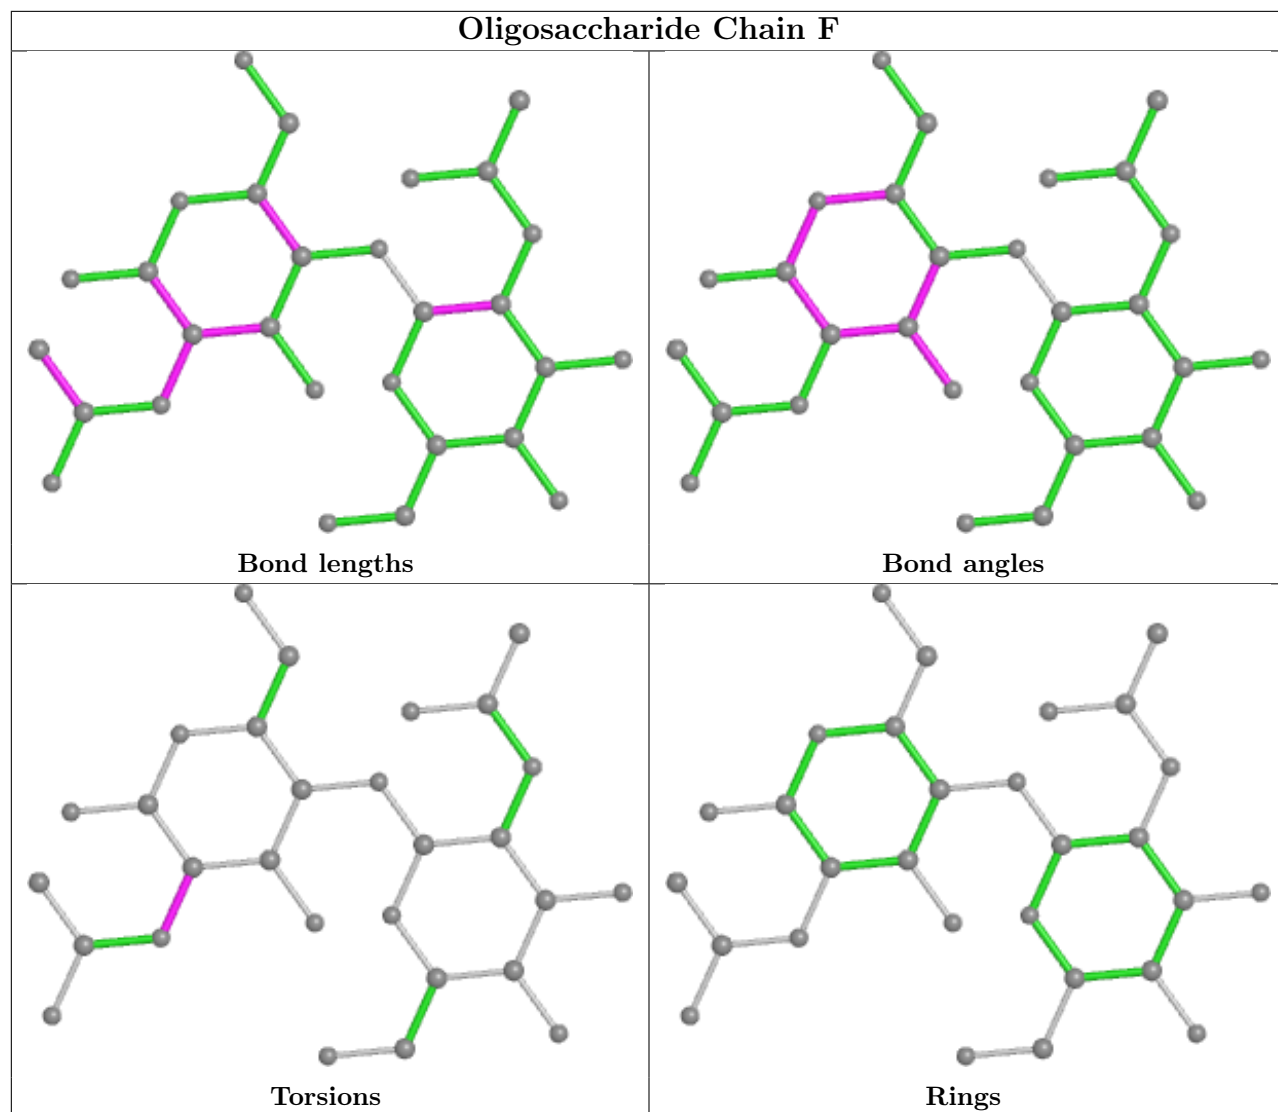 Oligosaccharide Chain F
Bond lengths
Bond angles
Torsions
Rings